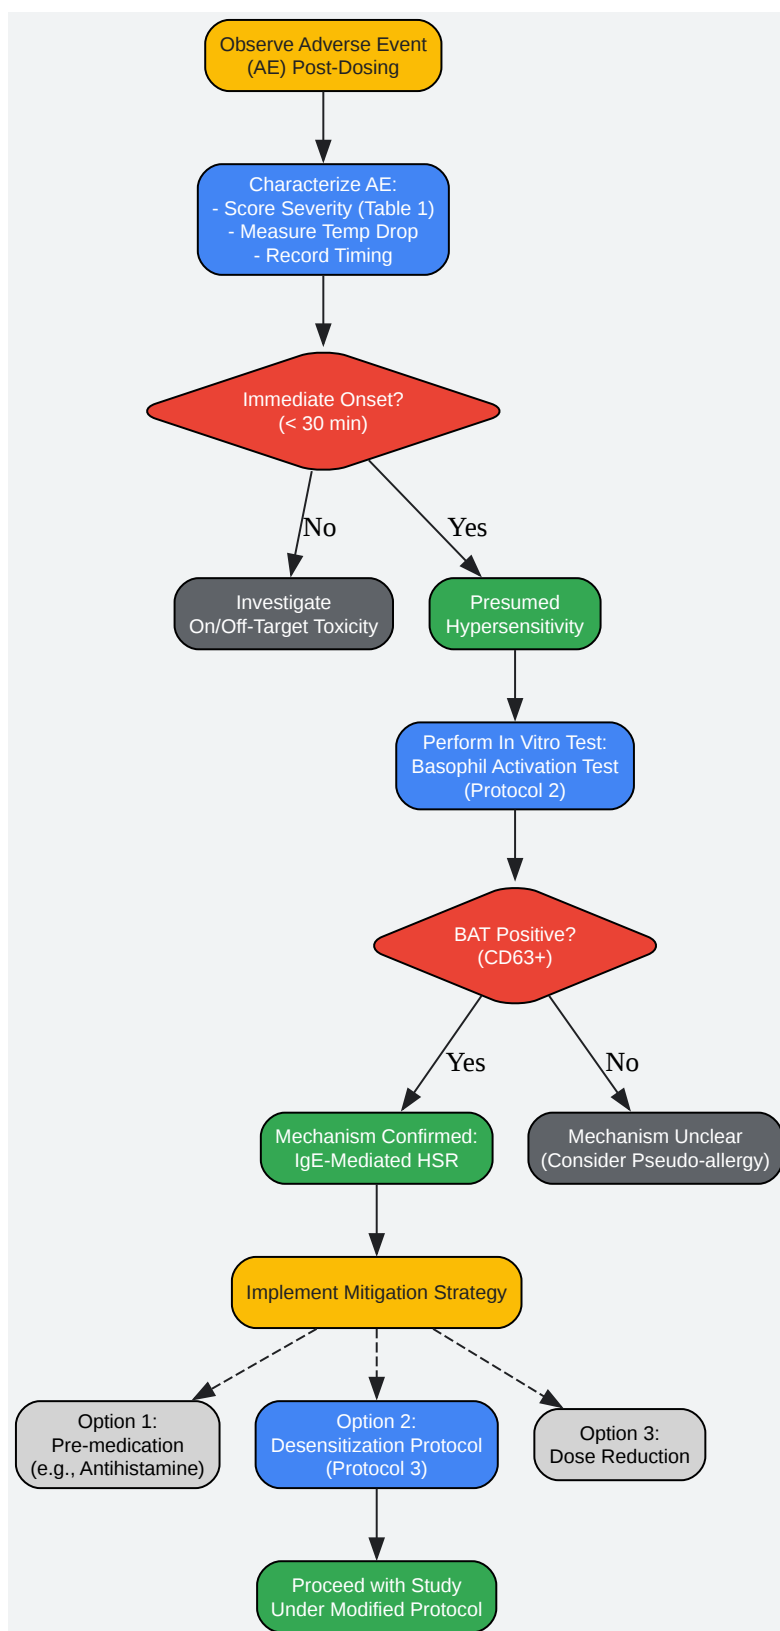 Observe Adverse Event
(AE) Post-Dosing
Characterize AE:
- Score Severity (Table 1)
- Measure Temp Drop
- Record Timing
Immediate Onset?
(< 30 min)
No
Yes
Investigate
On/Off-Target Toxicity
Presumed
Hypersensitivity
Perform In Vitro Test:
Basophil Activation Test
(Protocol 2)
BAT Positive?
(CD63+)
Yes
No
Mechanism Confirmed:
IgE-Mediated HSR
Mechanism Unclear
(Consider Pseudo-allergy)
Implement Mitigation Strategy
Option 1:
Pre-medication
(e.g., Antihistamine)
Option 2:
Desensitization Protocol
(Protocol 3)
Option 3:
Dose Reduction
Proceed with Study
Under Modified Protocol